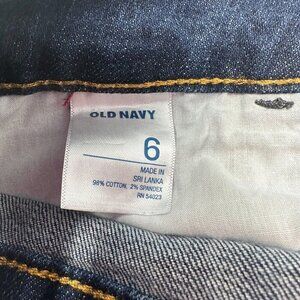 OLD NAVY
6
MADE IN
SRI LANKA
98% COTTON, 2% SPANDEX
RN 54023